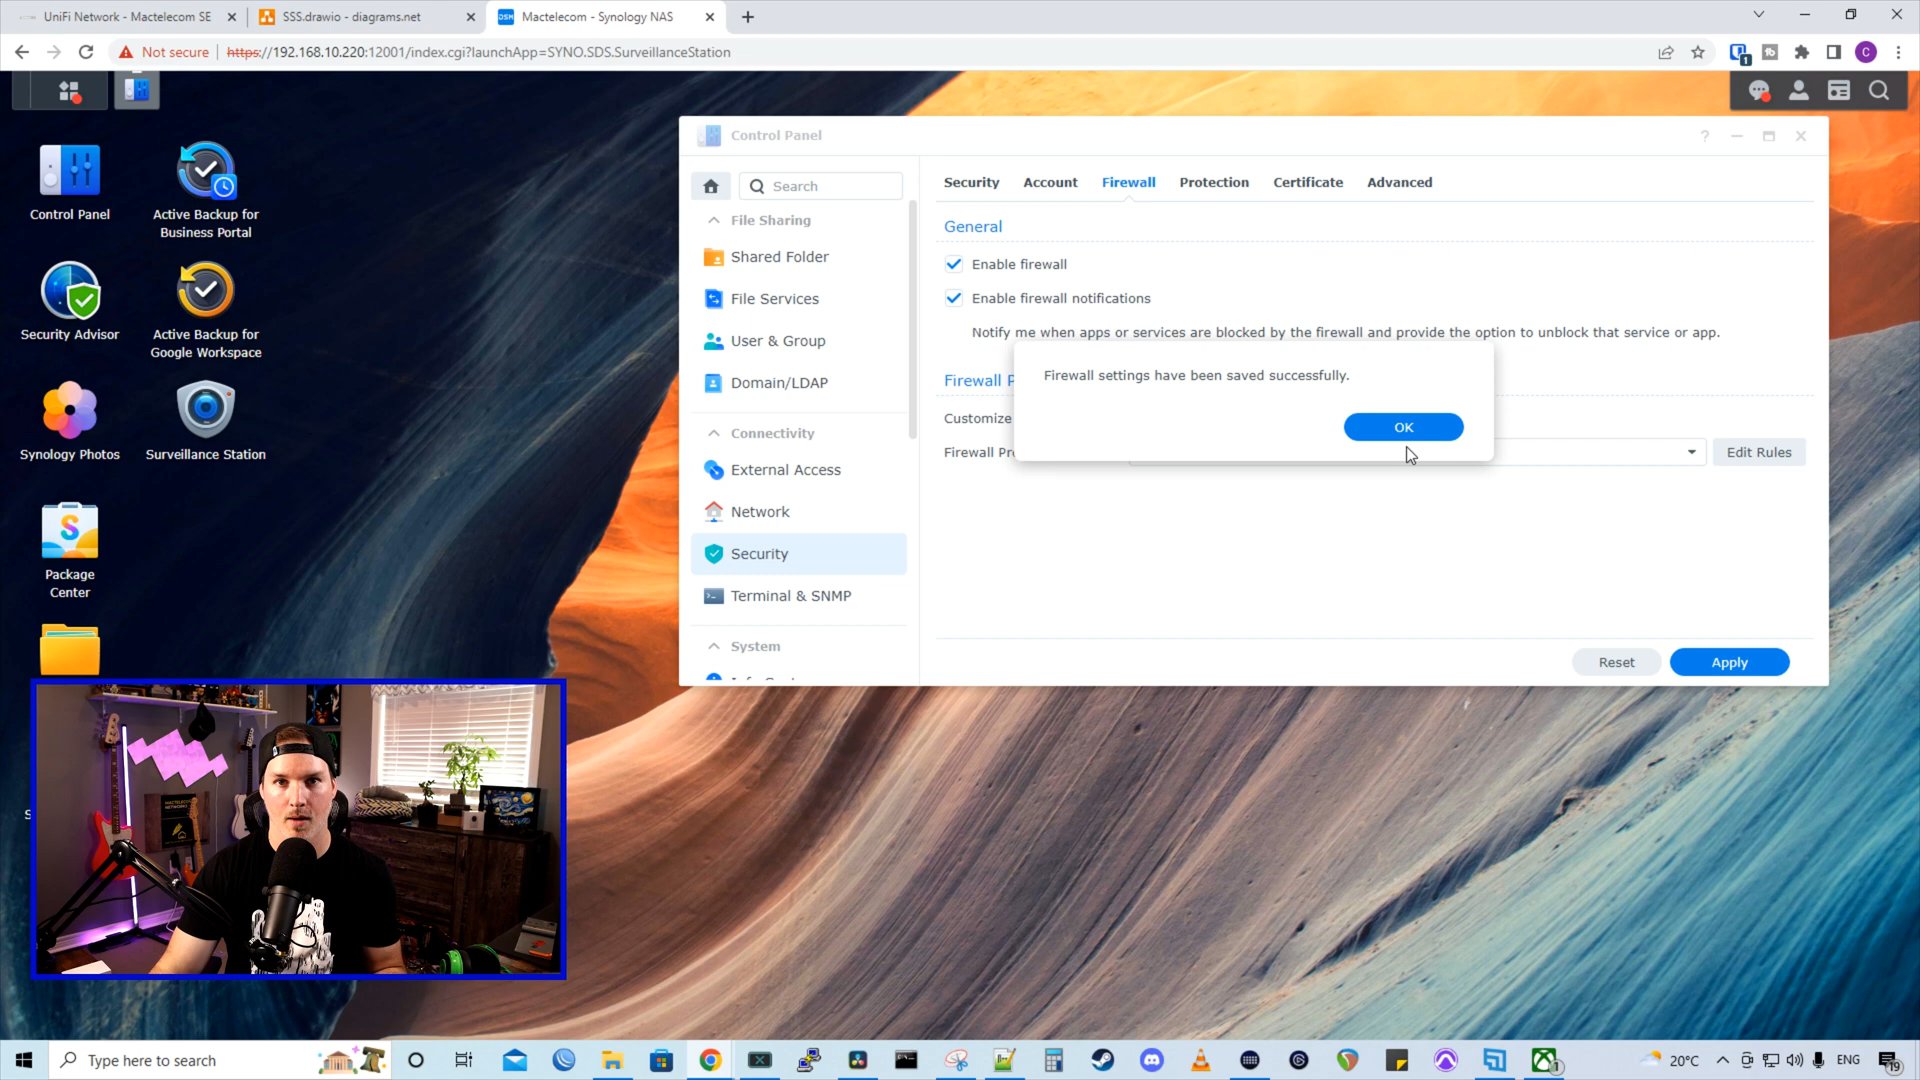 UniFi Network - Mactelecom SE
SSS.drawio - diagrams.net
DSM
Mactelecom - Synology NAS
Not secure
https://192.168.10.220:12001/index.cgi?launchApp=SYNO.SDS.SurveillanceStation
1
C
Control Panel
Active Backup for
Business Portal
Security Advisor
Active Backup for
Google Workspace
Synology Photos
Surveillance Station
Package
Center
Control Panel
Search
File Sharing
Shared Folder
File Services
User & Group
Domain/LDAP
Connectivity
External Access
Network
Security
Terminal & SNMP
System
Security
Account
Firewall
Protection
Certificate
Advanced
General
Enable firewall
Enable firewall notifications
Notify me when apps or services are blocked by the firewall and provide the option to unblock that service or app.
Firewall P
Customize
Firewall Pr
Edit Rules
Firewall settings have been saved successfully.
OK
Reset
Apply
MACTELECOM
NETWORKS
Type here to search
20°C
ENG
19
1